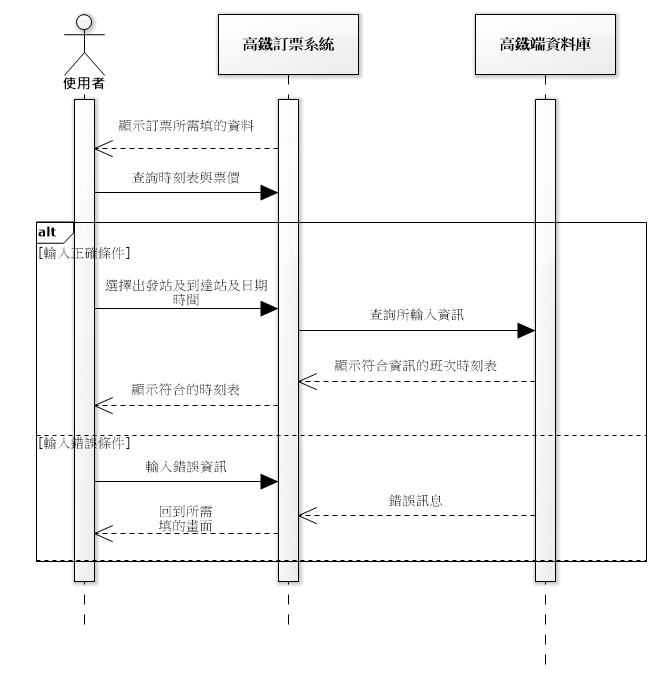 使用者
高鐵訂票系統
高鐵端資料庫
顯示訂票所需填的資料
查詢時刻表與票價
alt
[輸入正確條件]
選擇出發站及到達站及日期
時間
查詢所輸入資訊
顯示符合資訊的班次時刻表
顯示符合的時刻表
[輸入錯誤條件]
輸入錯誤資訊
錯誤訊息
回到所需
填的畫面